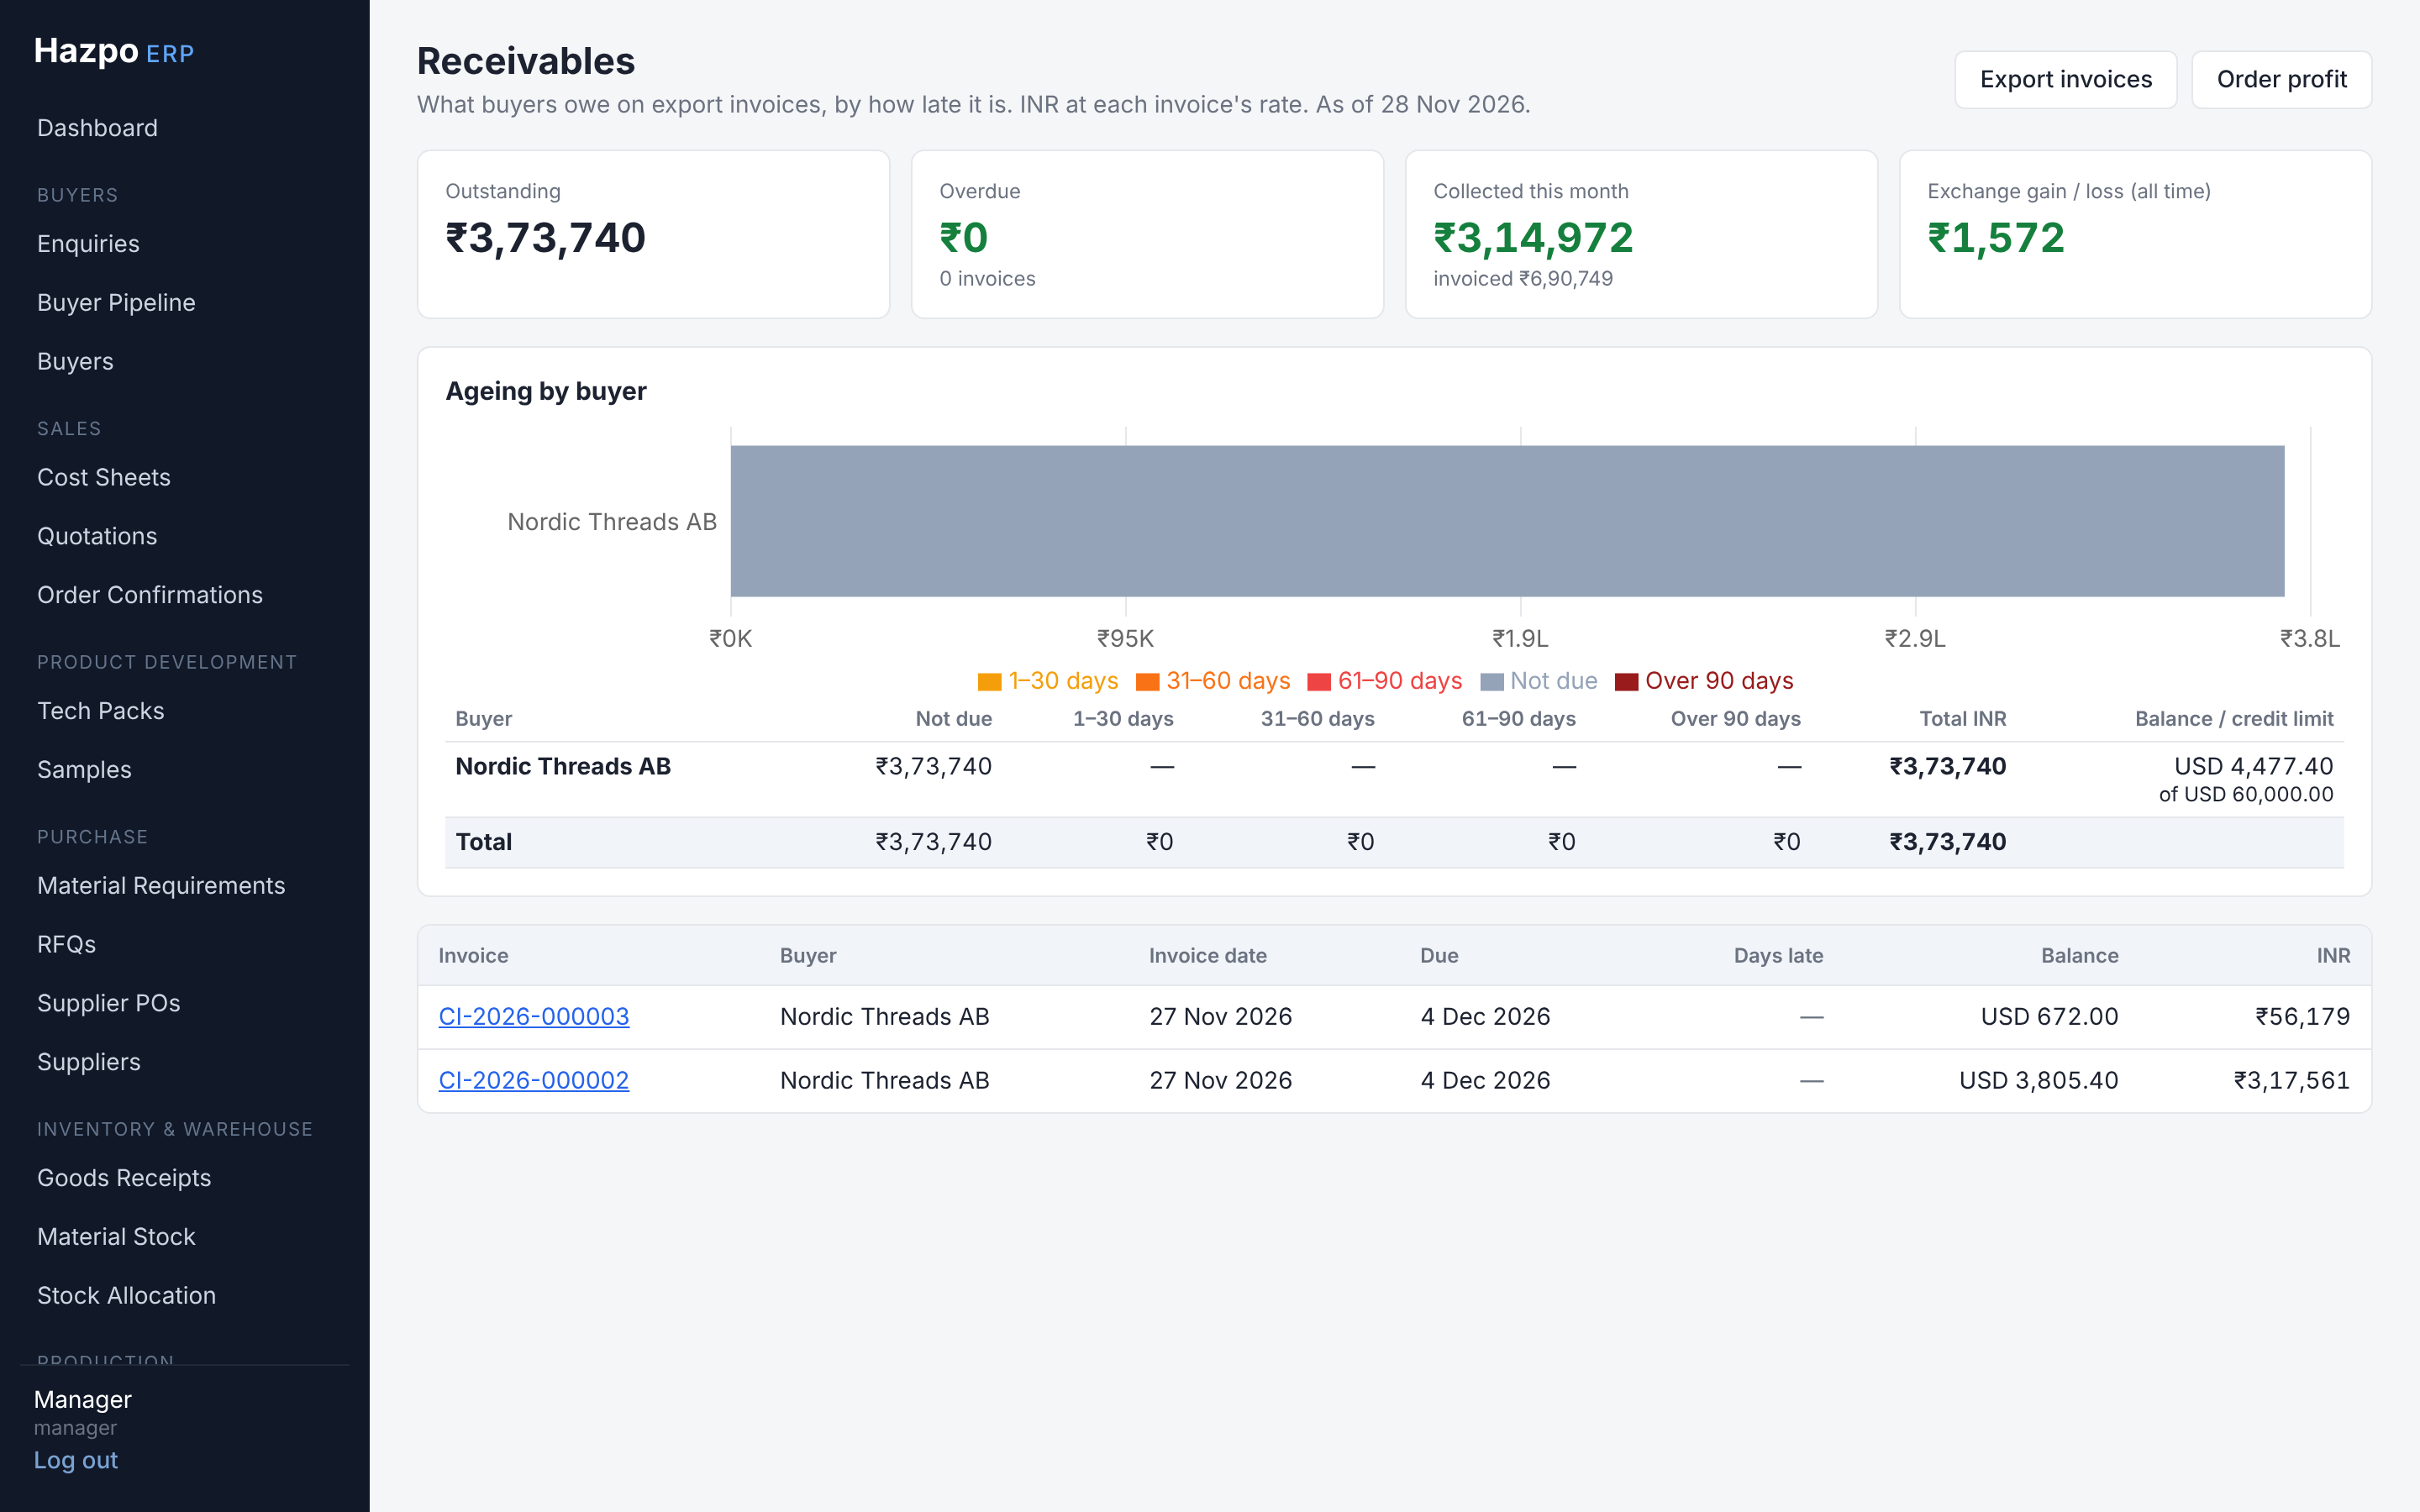 Hazpo ERP
Dashboard
BUYERS
Enquiries
Buyer Pipeline
Buyers
SALES
Cost Sheets
Quotations
Order Confirmations
PRODUCT DEVELOPMENT
Tech Packs
Samples
PURCHASE
Material Requirements
RFQs
Supplier POs
Suppliers
INVENTORY & WAREHOUSE
Goods Receipts
Material Stock
Stock Allocation
PRODUCTION
Manager
manager
Log out
Receivables
What buyers owe on export invoices, by how late it is. INR at each invoice's rate. As of 28 Nov 2026.
Export invoices Order profit
Outstanding
₹3,73,740
Overdue
₹0
0 invoices
Collected this month
₹3,14,972
invoiced ₹6,90,749
Exchange gain / loss (all time)
₹1,572
Ageing by buyer
Nordic Threads AB
₹0K ₹95K ₹1.9L ₹2.9L ₹3.8L
1–30 days 31–60 days 61–90 days Not due Over 90 days
Buyer Not due 1–30 days 31–60 days 61–90 days Over 90 days Total INR Balance / credit limit
Nordic Threads AB ₹3,73,740 — — — — ₹3,73,740 USD 4,477.40
of USD 60,000.00
Total ₹3,73,740 ₹0 ₹0 ₹0 ₹0 ₹3,73,740
Invoice Buyer Invoice date Due Days late Balance INR
CI-2026-000003 Nordic Threads AB 27 Nov 2026 4 Dec 2026 — USD 672.00 ₹56,179
CI-2026-000002 Nordic Threads AB 27 Nov 2026 4 Dec 2026 — USD 3,805.40 ₹3,17,561